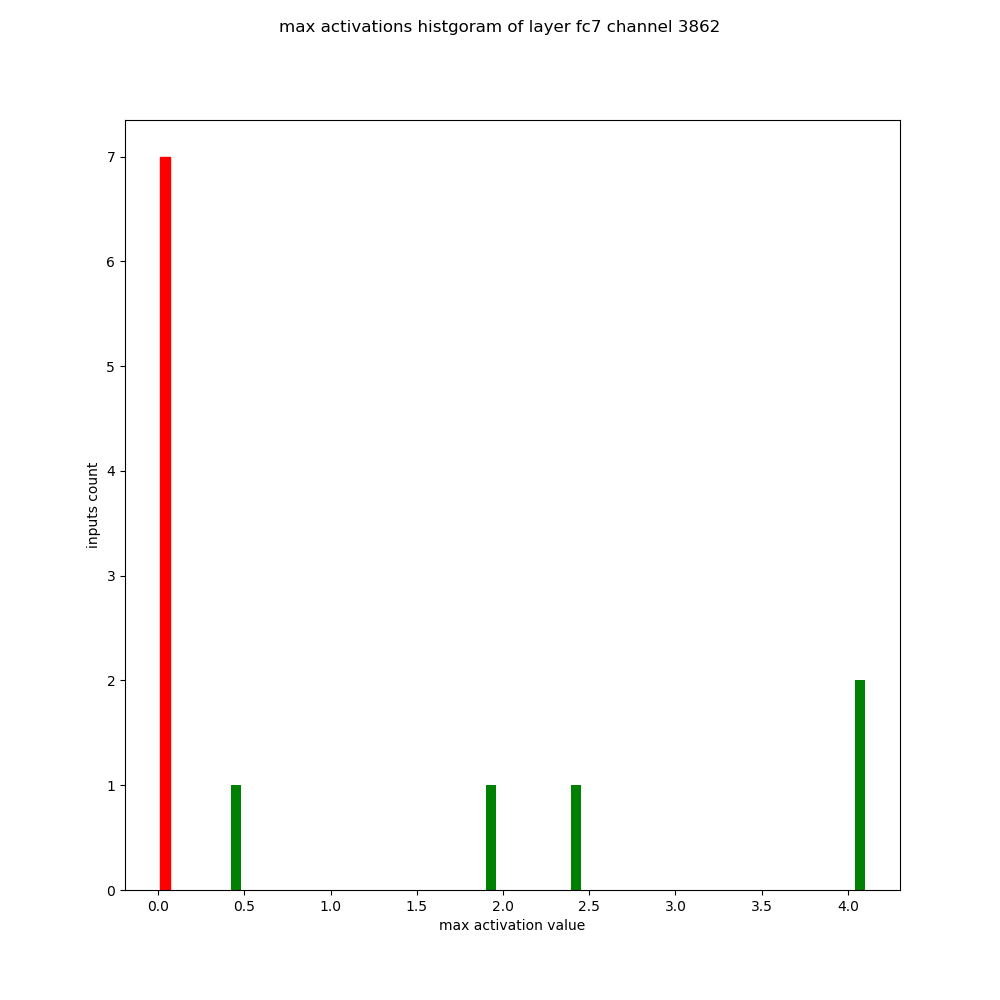 max activations histgoram of layer fc7 channel 3862
7
6
5
4
3
2
1
0
inputs count
0.0 0.5 1.0 1.5 2.0 2.5 3.0 3.5 4.0
max activation value